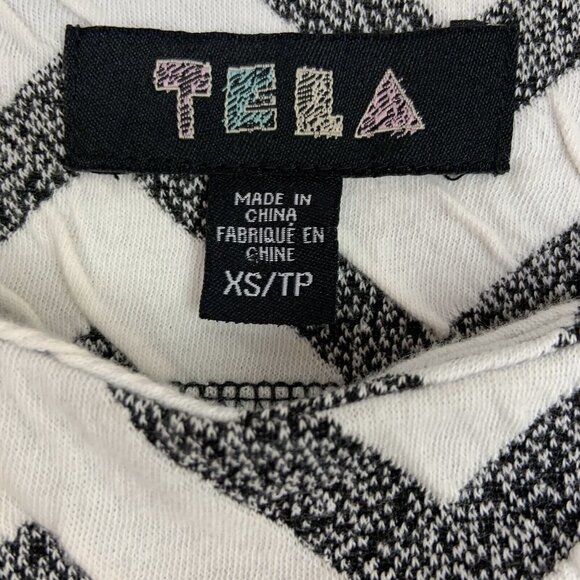 TELA
MADE IN
CHINA
FABRIQUÉ EN
CHINE
XS/TP